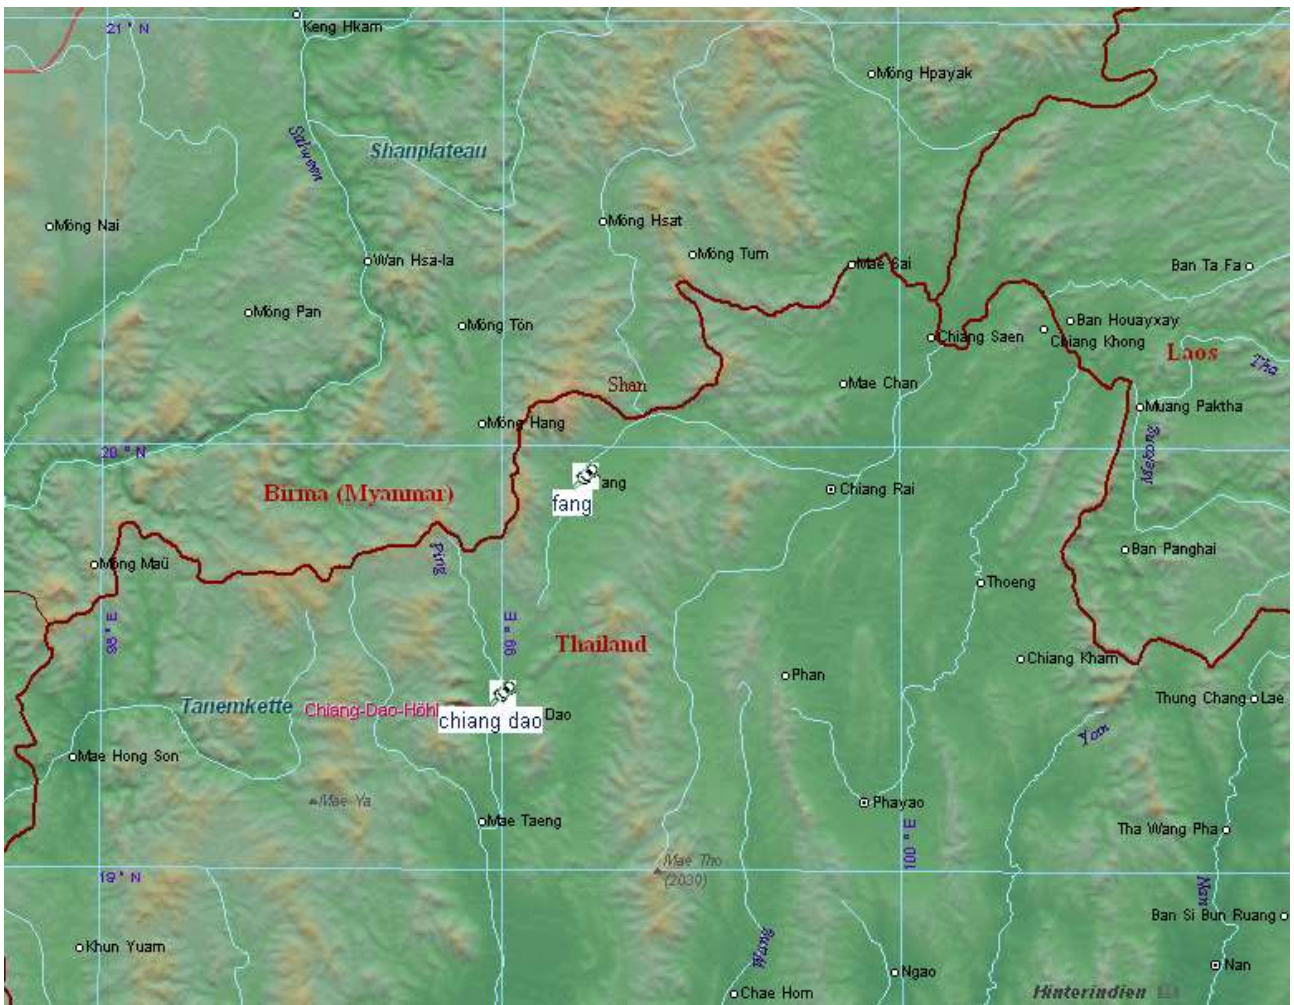 21 ° N
Keng Hkam
Möng Hpayak
Salween
Shanplateau
Möng Nai
Möng Hsat
Wan Hsa-la
Möng Tum
Mae Sai
Ban Ta Fa
Möng Pan
Möng Tön
Ban Houayxay
Chiang Saen
Chiang Khong
Laos
Tha
Shan
Mae Chan
Muang Paktha
Möng Hang
20 ° N
Mekong
Birma (Myanmar)
ang
fang
Chiang Rai
Ping
Möng Maü
Ban Panghai
Thoeng
98 ° E
99 ° E
Thailand
Chiang Kham
Phan
Thung Chang
Lae
Tanemkette
Chiang-Dao-Höhl
chiang dao
Dao
Yom
Mae Hong Son
Mae Ya
Phayao
Mae Taeng
100 ° E
Tha Wang Pha
Mae Tho
(2030)
19 ° N
Nan
Ban Si Bun Ruang
Khun Yuam
Wang
Ngao
Nan
Chae Hom
Hinterindien